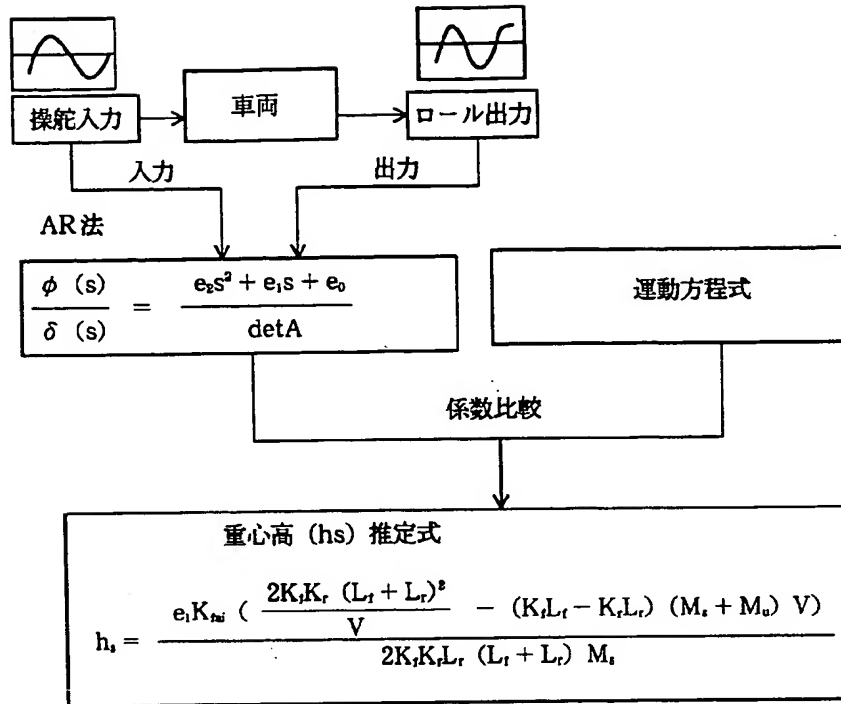 操舵入力
車両
ロール出力
入力
出力
AR法
φ (s) / δ (s) = e₂s² + e₁s + e₀ / detA
運動方程式
係数比較
重心高 (hs) 推定式
hₛ = e₁K_fai ( 2K_fK_r (L_f + L_r)² / V − (K_fL_f − K_rL_r) (Mₛ + Mᵤ) V) / 2K_fK_rL_r (L_f + L_r) Mₛ